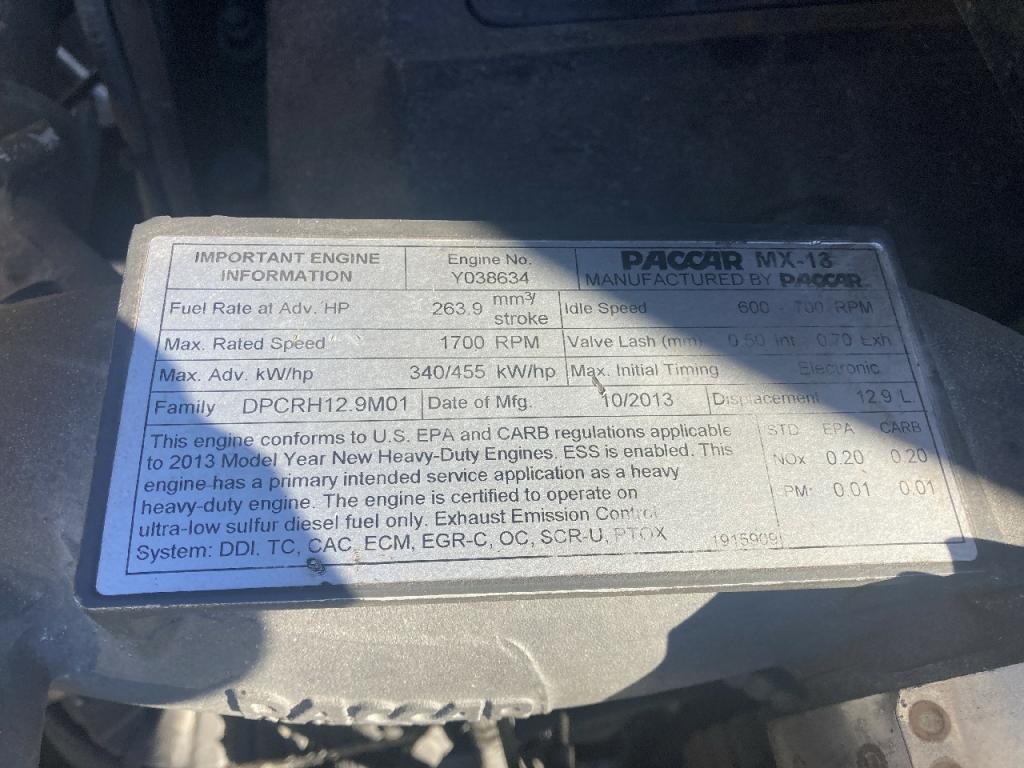 IMPORTANT ENGINE
INFORMATION
Engine No.
Y038634
PACCAR MX-13
MANUFACTURED BY PACCAR
Fuel Rate at Adv. HP 263.9 mm³/
stroke
Idle Speed 600 - 700 RPM
Max. Rated Speed 1700 RPM
Valve Lash (mm) 0.50 Int. 0.70 Exh.
Max. Adv. kW/hp 340/455 kW/hp
Max. Initial Timing Electronic
Family DPCRH12.9M01
Date of Mfg. 10/2013
Displacement 12.9 L.
This engine conforms to U.S. EPA and CARB regulations applicable
to 2013 Model Year New Heavy-Duty Engines. ESS is enabled. This
engine has a primary intended service application as a heavy
heavy-duty engine. The engine is certified to operate on
ultra-low sulfur diesel fuel only. Exhaust Emission Control
System: DDI, TC, CAC, ECM, EGR-C, OC, SCR-U, PTOX
STD EPA CARB
NOx 0.20 0.20
PM 0.01 0.01
1915909
PACCAR